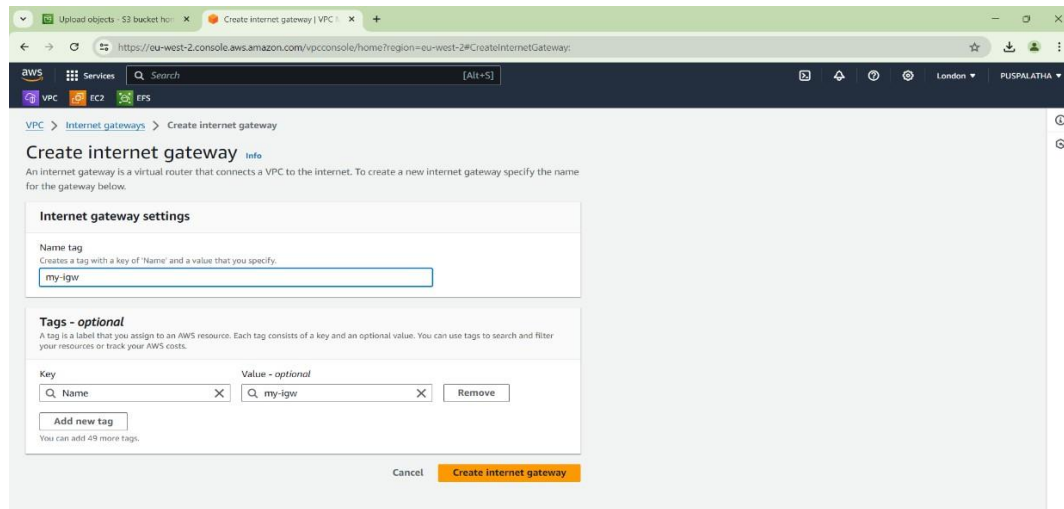 Upload objects - S3 bucket hon
Create internet gateway | VPC
https://eu-west-2.console.aws.amazon.com/vpcconsole/home?region=eu-west-2#CreateInternetGateway:
aws Services Search [Alt+S] London PUSPALATHA
VPC EC2 EFS
VPC > Internet gateways > Create internet gateway
Create internet gateway Info
An internet gateway is a virtual router that connects a VPC to the internet. To create a new internet gateway specify the name
for the gateway below.
Internet gateway settings
Name tag
Creates a tag with a key of 'Name' and a value that you specify.
my-igw
Tags - optional
A tag is a label that you assign to an AWS resource. Each tag consists of a key and an optional value. You can use tags to search and filter
your resources or track your AWS costs.
Key Value - optional
Name my-igw Remove
Add new tag
You can add 49 more tags.
Cancel Create internet gateway